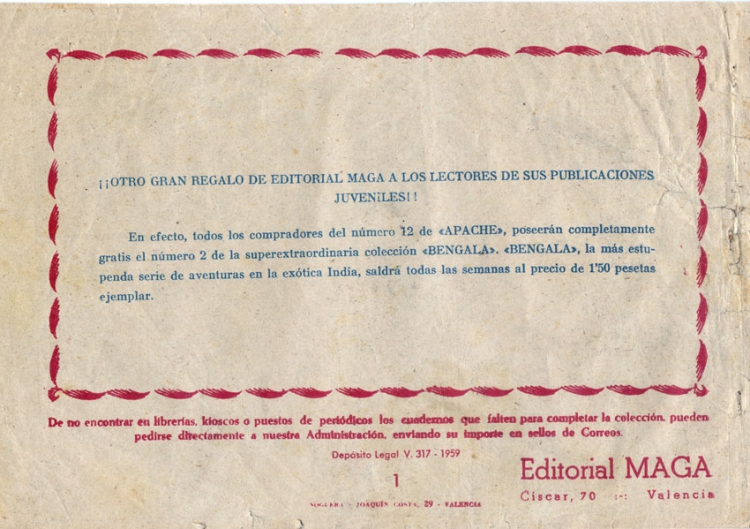 ¡¡OTRO GRAN REGALO DE EDITORIAL MAGA A LOS LECTORES DE SUS PUBLICACIONES
JUVENILES!!
En efecto, todos los compradores del número 12 de «APACHE», poseerán completamente
gratis el número 2 de la superextraordinaria colección «BENGALA». «BENGALA», la más estu-
penda serie de aventuras en la exótica India, saldrá todas las semanas al precio de 1'50 pesetas
ejemplar.
De no encontrar en librerías, kioscos o puestos de periódicos los cuadernos que falten para completar la colección, pueden
pedirse directamente a nuestra Administración, enviando su importe en sellos de Correos.
Depósito Legal V. 317 - 1959
1
NOGUERA - JOAQUÍN COSTA, 29 - VALENCIA
Editorial MAGA
Ciscar, 70 :-: Valencia